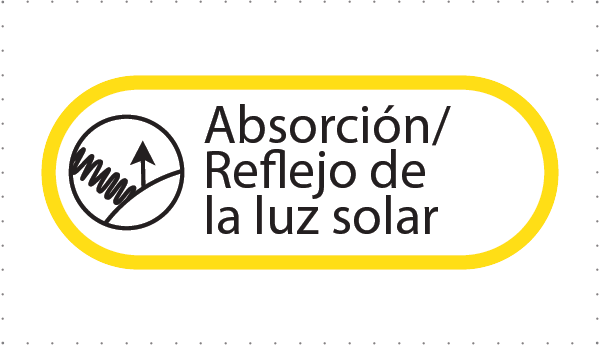 Absorción/
Reflejo de
la luz solar